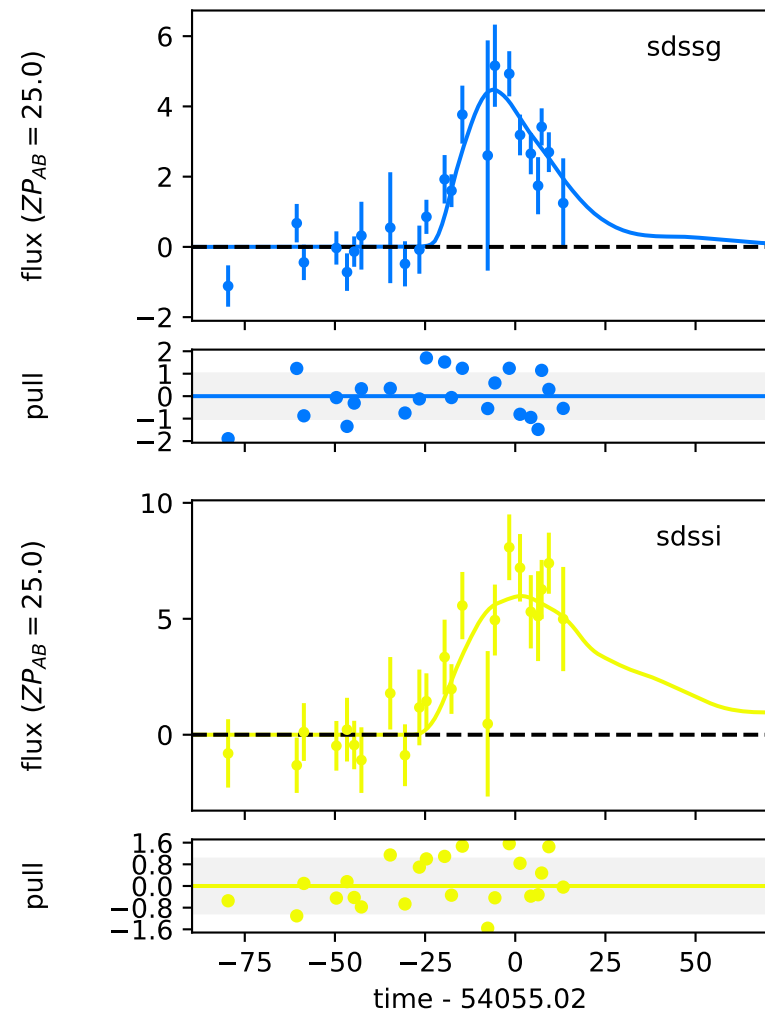 sdssg
flux (ZP_AB = 25.0)
6
4
2
0
−2
pull
2
1
0
−1
−2
sdssi
flux (ZP_AB = 25.0)
10
5
0
pull
1.6
0.8
0.0
−0.8
−1.6
−75 −50 −25 0 25 50
time - 54055.02